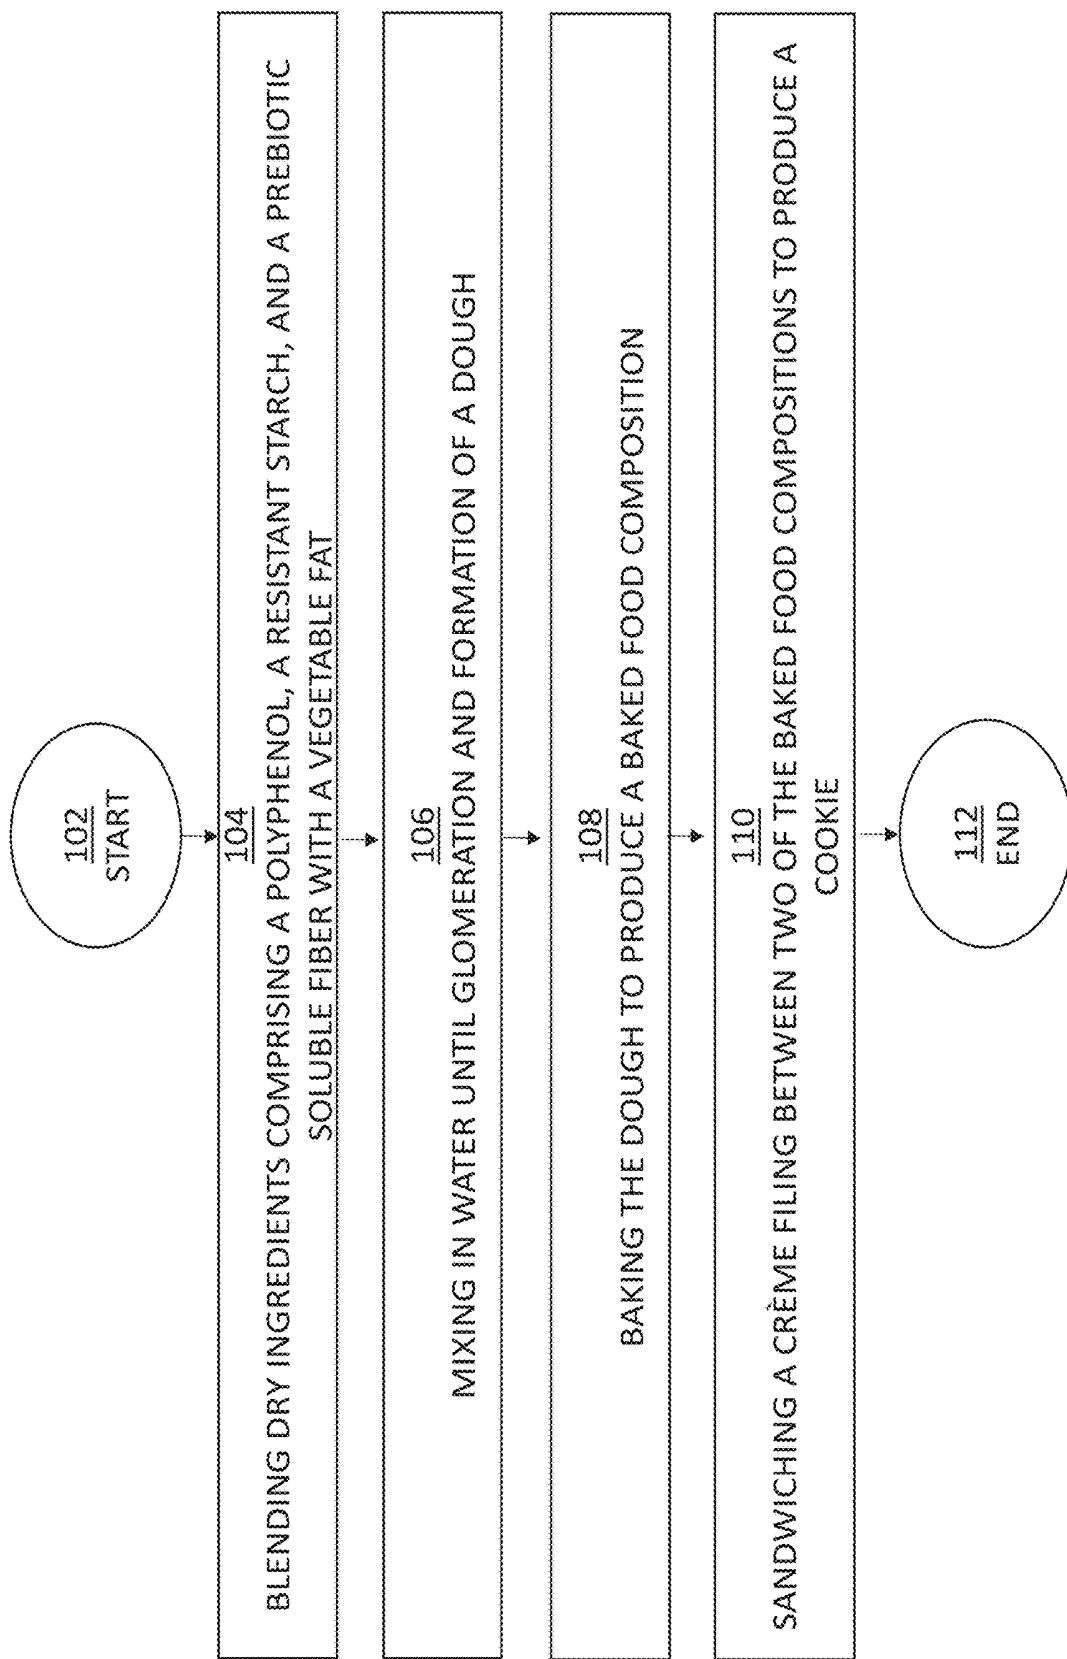 102
START
104
BLENDING DRY INGREDIENTS COMPRISING A POLYPHENOL, A RESISTANT STARCH, AND A PREBIOTIC
SOLUBLE FIBER WITH A VEGETABLE FAT
106
MIXING IN WATER UNTIL GLOMERATION AND FORMATION OF A DOUGH
108
BAKING THE DOUGH TO PRODUCE A BAKED FOOD COMPOSITION
110
SANDWICHING A CRÈME FILING BETWEEN TWO OF THE BAKED FOOD COMPOSITIONS TO PRODUCE A
COOKIE
112
END